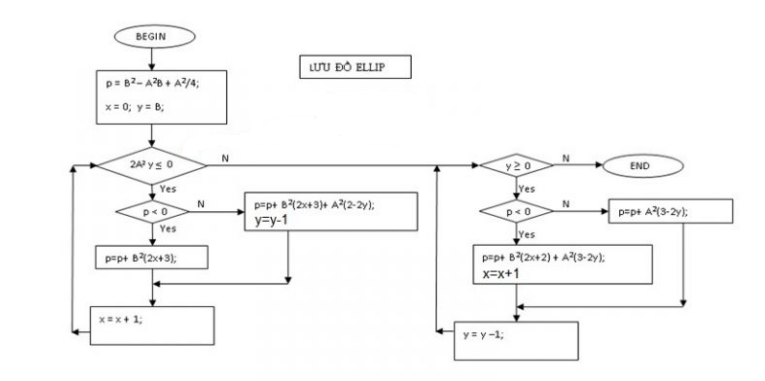 BEGIN
LƯU ĐỒ ELLIP
p = B²– A²B + A²/4;
x = 0; y = B;
2A² y ≤ 0
N
y ≥ 0
N
END
Yes
Yes
p < 0
N
p=p+ B²(2x+3)+ A²(2-2y);
y=y-1
p < 0
N
p=p+ A²(3-2y);
Yes
Yes
p=p+ B²(2x+3);
p=p+ B²(2x+2) + A²(3-2y);
x=x+1
x = x + 1;
y = y –1;